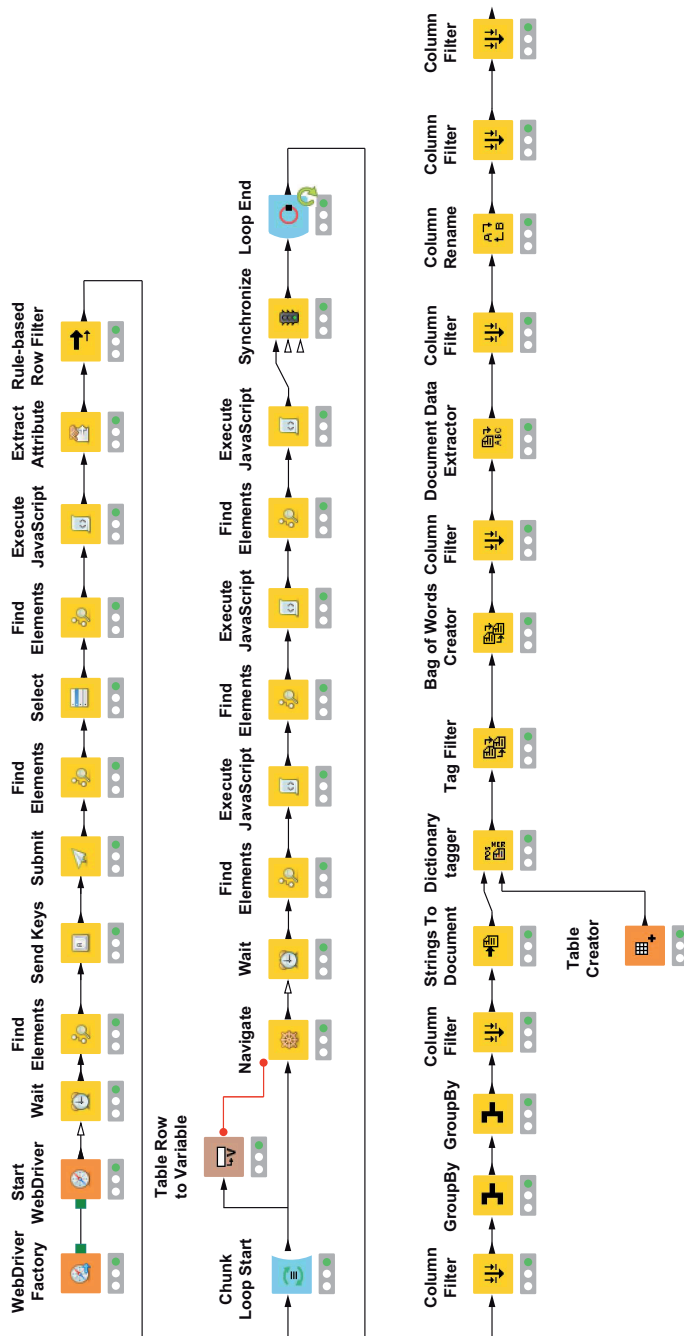 WebDriver
Factory
Start
WebDriver
Wait
Find
Elements
Send Keys
Submit
Find
Elements
Select
Find
Elements
Execute
JavaScript
Extract
Attribute
Rule-based
Row Filter
Chunk
Loop Start
Table Row
to Variable
V
Navigate
Wait
Find
Elements
Execute
JavaScript
Find
Elements
Execute
JavaScript
Find
Elements
Execute
JavaScript
Synchronize
Loop End
Column
Filter
GroupBy
GroupBy
Column
Filter
Strings To
Document
Table
Creator
Dictionary
tagger
POS
Tag Filter
Bag of Words
Creator
Column
Filter
Document Data
Extractor
ABC
Column
Filter
Column
Rename
A
B
Column
Filter
Column
Filter